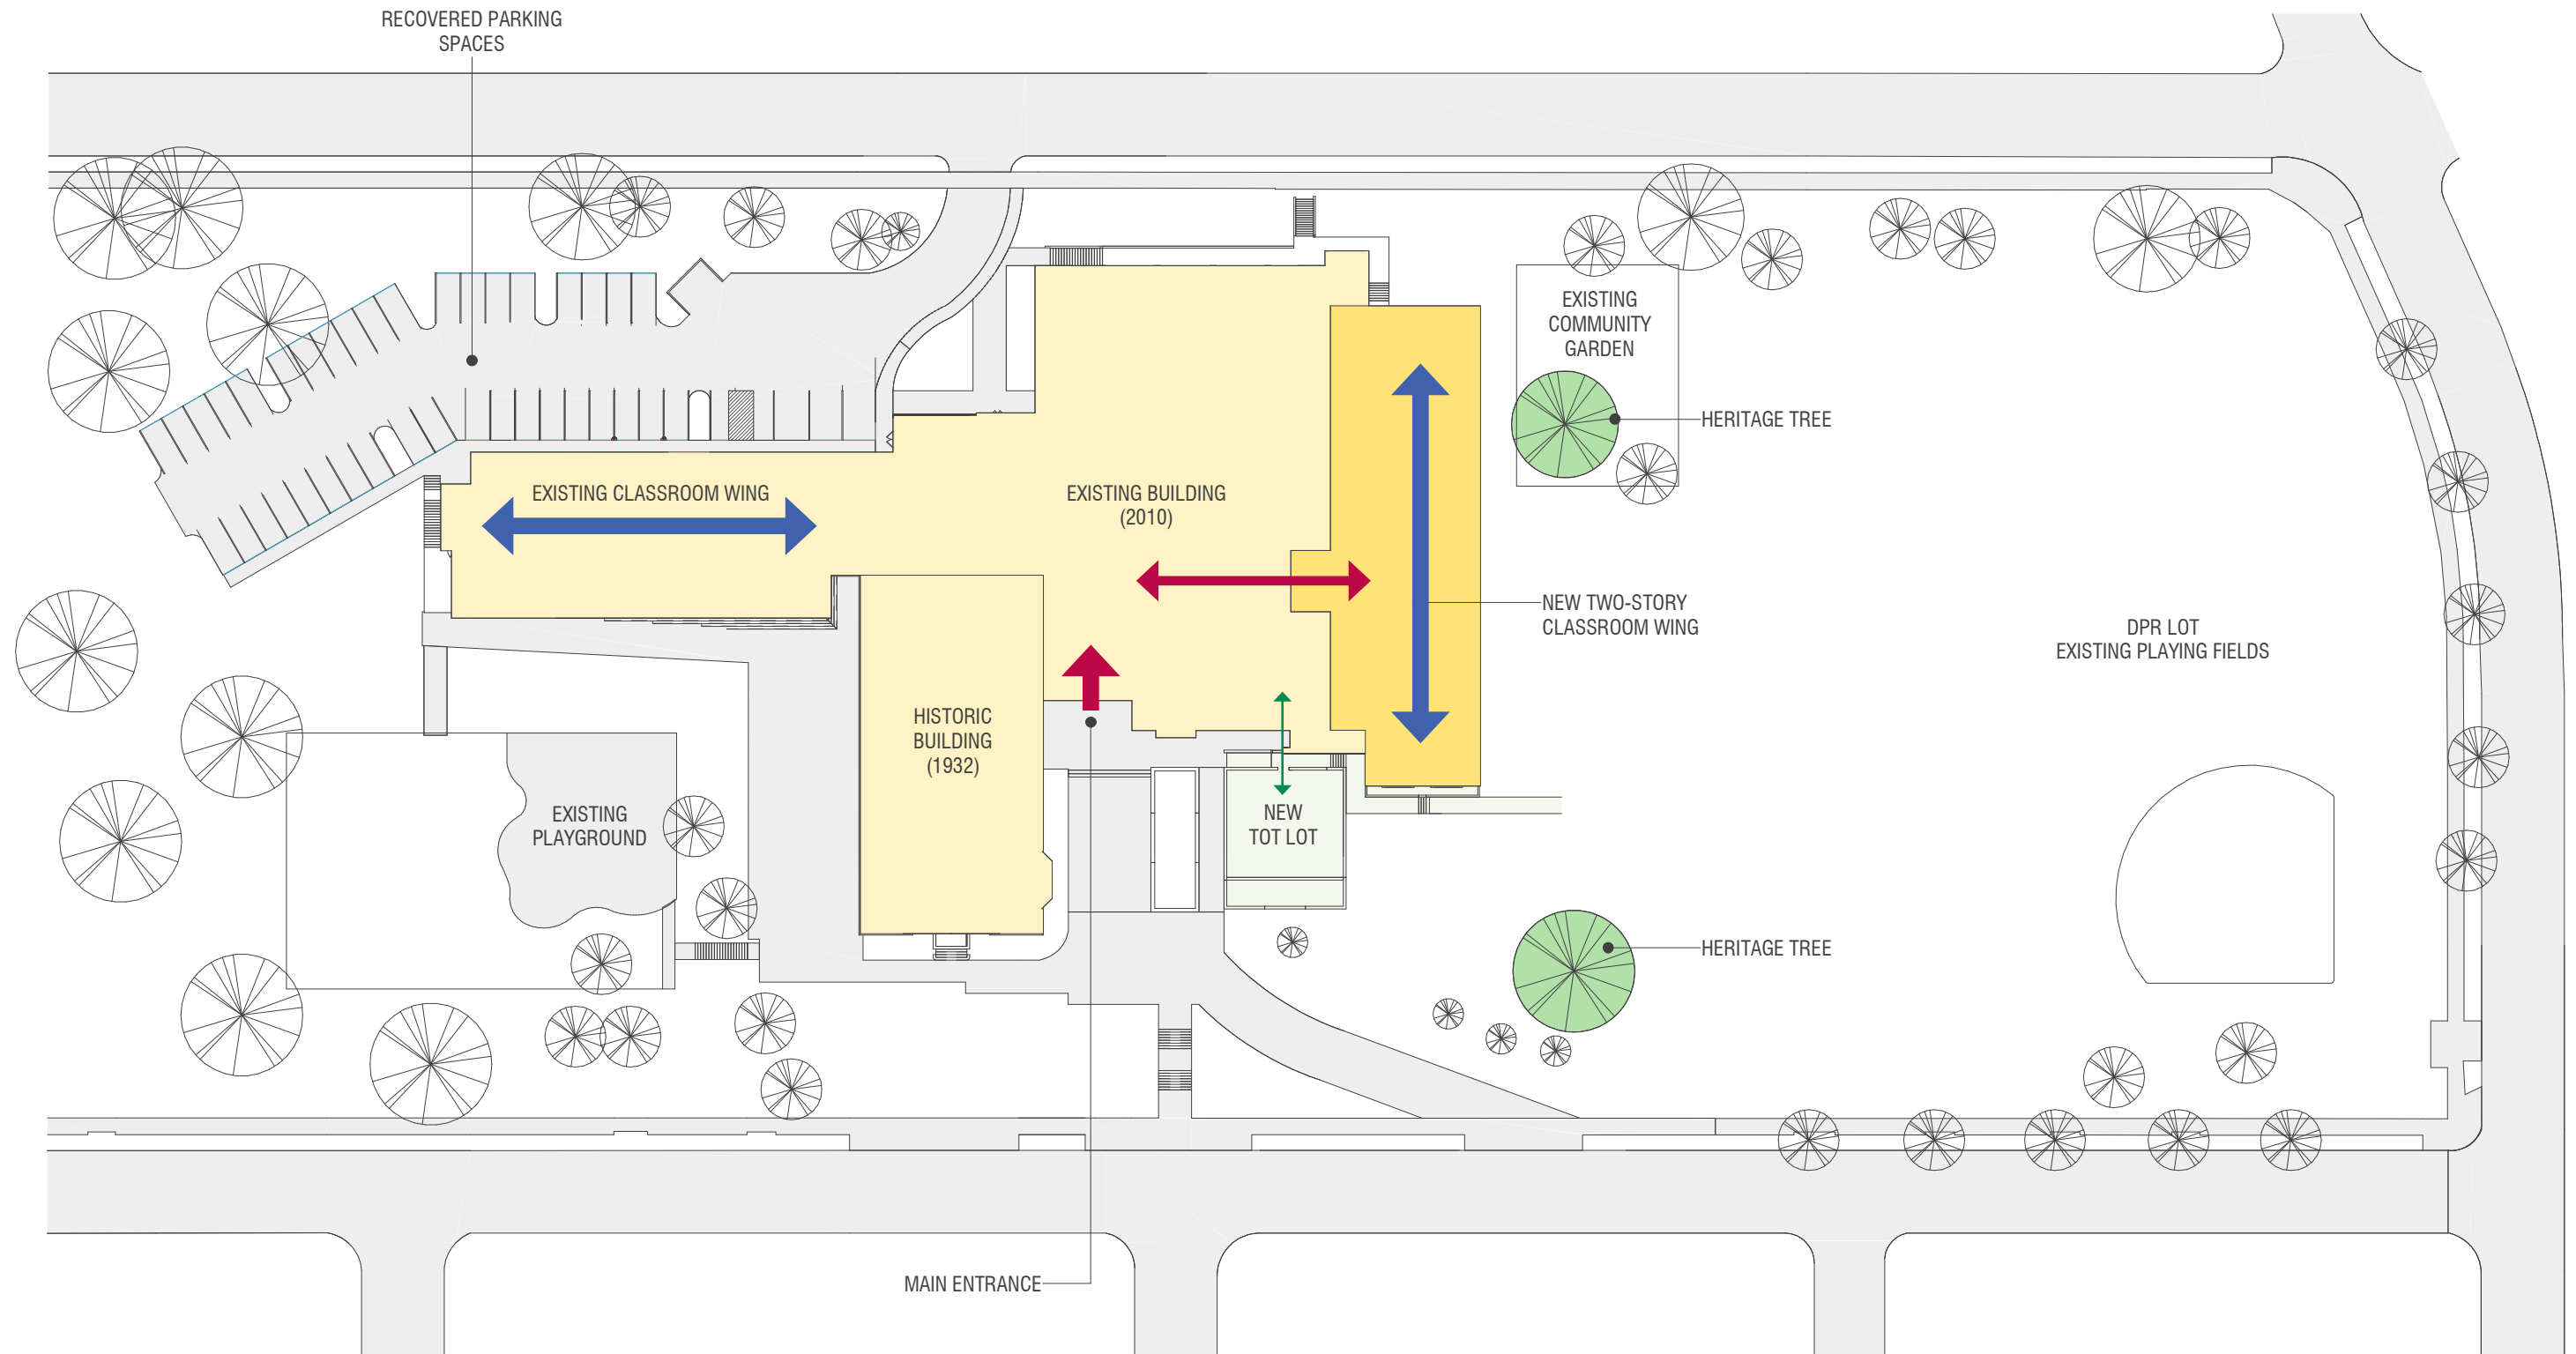 RECOVERED PARKING
SPACES
EXISTING
COMMUNITY
GARDEN
HERITAGE TREE
EXISTING CLASSROOM WING
EXISTING BUILDING
(2010)
NEW TWO-STORY
CLASSROOM WING
DPR LOT
EXISTING PLAYING FIELDS
HISTORIC
BUILDING
(1932)
EXISTING
PLAYGROUND
NEW
TOT LOT
HERITAGE TREE
MAIN ENTRANCE